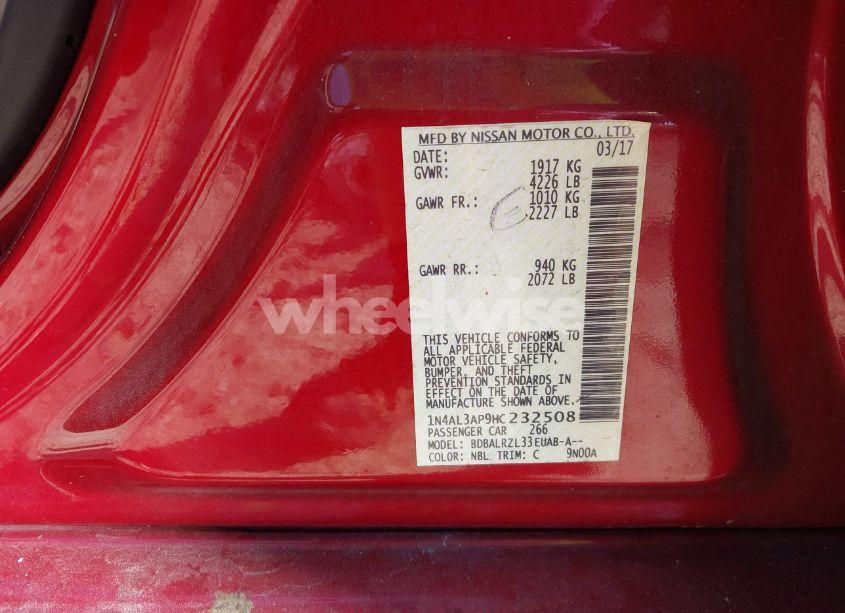 MFD BY NISSAN MOTOR CO., LTD.
DATE: 03/17
GVWR: 1917 KG
4226 LB
GAWR FR.: 1010 KG
2227 LB
GAWR RR.: 940 KG
2072 LB
wheelwise
THIS VEHICLE CONFORMS TO
ALL APPLICABLE FEDERAL
MOTOR VEHICLE SAFETY,
BUMPER, AND THEFT
PREVENTION STANDARDS IN
EFFECT ON THE DATE OF
MANUFACTURE SHOWN ABOVE.
1N4AL3AP9HC232508
PASSENGER CAR 266
MODEL: BDBALRZL33EUAB-A--
COLOR: NBL TRIM: C 9N00A